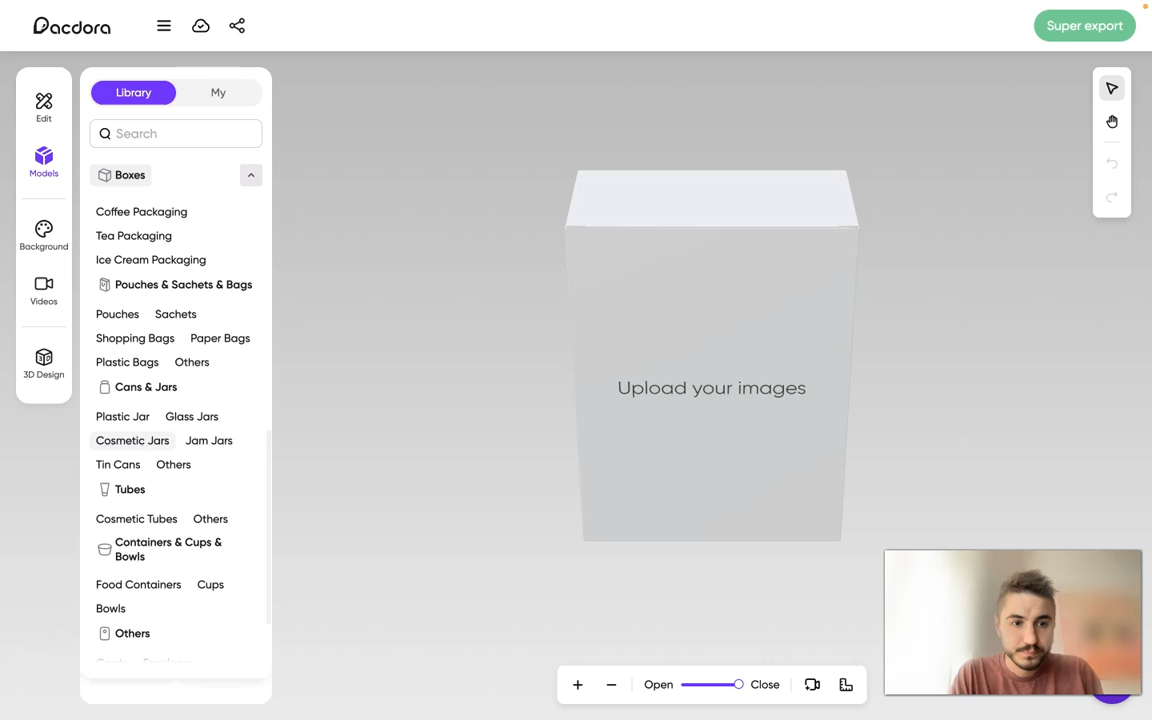 Pacdora
Super export
Library My
Edit
Search
Models
Boxes
Coffee Packaging
Tea Packaging
Background
Ice Cream Packaging
Pouches & Sachets & Bags
Videos
Pouches Sachets
Shopping Bags Paper Bags
Plastic Bags Others
3D Design
Cans & Jars
Upload your images
Plastic Jar Glass Jars
Cosmetic Jars Jam Jars
Tin Cans Others
Tubes
Cosmetic Tubes Others
Containers & Cups &
Bowls
Food Containers Cups
Bowls
Others
Open Close